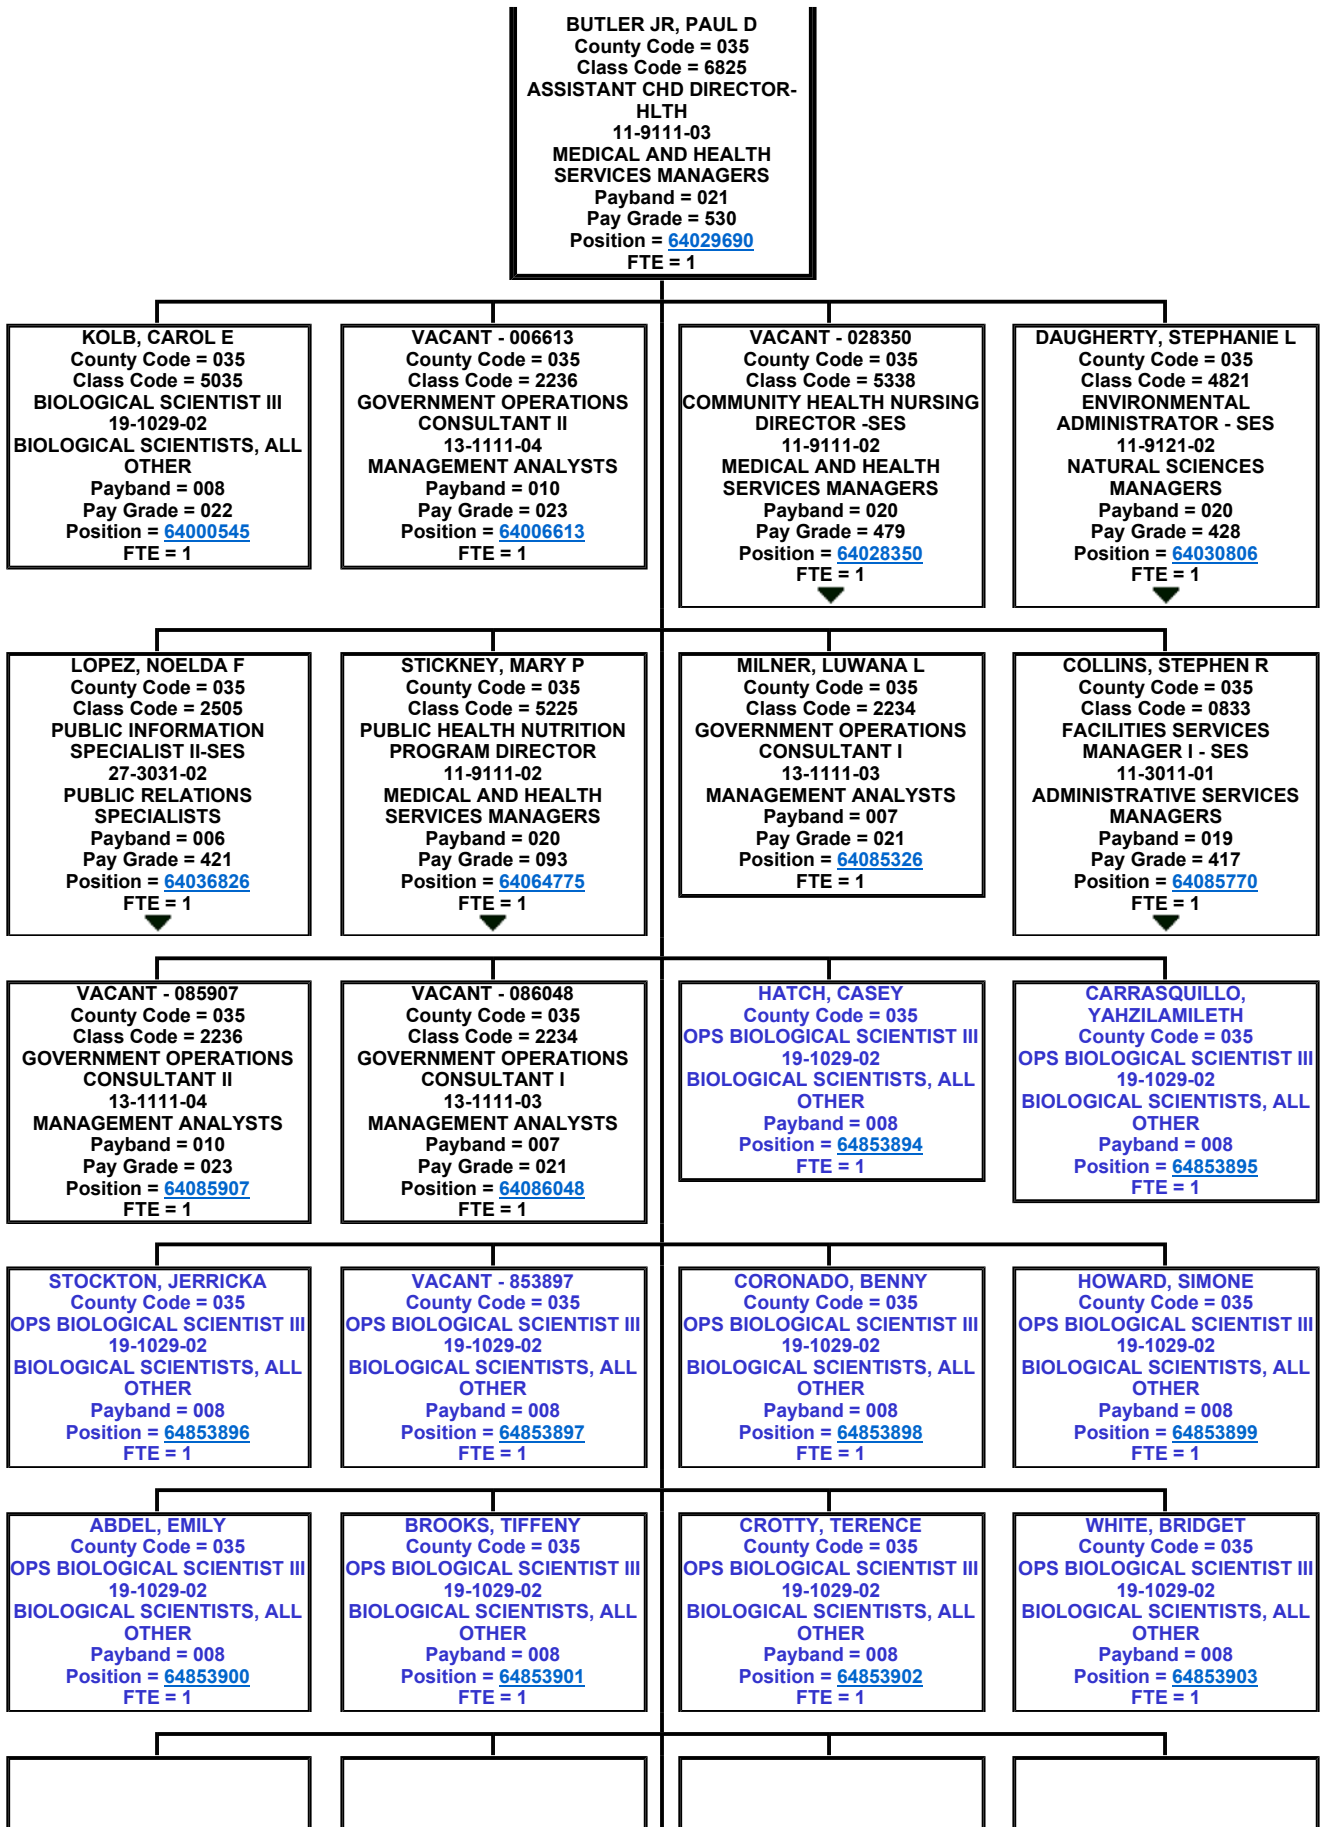 BUTLER JR, PAUL D
County Code = 035
Class Code = 6825
ASSISTANT CHD DIRECTOR-
HLTH
11-9111-03
MEDICAL AND HEALTH
SERVICES MANAGERS
Payband = 021
Pay Grade = 530
Position = 64029690
FTE = 1
KOLB, CAROL E
County Code = 035
Class Code = 5035
BIOLOGICAL SCIENTIST III
19-1029-02
BIOLOGICAL SCIENTISTS, ALL
OTHER
Payband = 008
Pay Grade = 022
Position = 64000545
FTE = 1
VACANT - 006613
County Code = 035
Class Code = 2236
GOVERNMENT OPERATIONS
CONSULTANT II
13-1111-04
MANAGEMENT ANALYSTS
Payband = 010
Pay Grade = 023
Position = 64006613
FTE = 1
VACANT - 028350
County Code = 035
Class Code = 5338
COMMUNITY HEALTH NURSING
DIRECTOR -SES
11-9111-02
MEDICAL AND HEALTH
SERVICES MANAGERS
Payband = 020
Pay Grade = 479
Position = 64028350
FTE = 1
DAUGHERTY, STEPHANIE L
County Code = 035
Class Code = 4821
ENVIRONMENTAL
ADMINISTRATOR - SES
11-9121-02
NATURAL SCIENCES
MANAGERS
Payband = 020
Pay Grade = 428
Position = 64030806
FTE = 1
LOPEZ, NOELDA F
County Code = 035
Class Code = 2505
PUBLIC INFORMATION
SPECIALIST II-SES
27-3031-02
PUBLIC RELATIONS
SPECIALISTS
Payband = 006
Pay Grade = 421
Position = 64036826
FTE = 1
STICKNEY, MARY P
County Code = 035
Class Code = 5225
PUBLIC HEALTH NUTRITION
PROGRAM DIRECTOR
11-9111-02
MEDICAL AND HEALTH
SERVICES MANAGERS
Payband = 020
Pay Grade = 093
Position = 64064775
FTE = 1
MILNER, LUWANA L
County Code = 035
Class Code = 2234
GOVERNMENT OPERATIONS
CONSULTANT I
13-1111-03
MANAGEMENT ANALYSTS
Payband = 007
Pay Grade = 021
Position = 64085326
FTE = 1
COLLINS, STEPHEN R
County Code = 035
Class Code = 0833
FACILITIES SERVICES
MANAGER I - SES
11-3011-01
ADMINISTRATIVE SERVICES
MANAGERS
Payband = 019
Pay Grade = 417
Position = 64085770
FTE = 1
VACANT - 085907
County Code = 035
Class Code = 2236
GOVERNMENT OPERATIONS
CONSULTANT II
13-1111-04
MANAGEMENT ANALYSTS
Payband = 010
Pay Grade = 023
Position = 64085907
FTE = 1
VACANT - 086048
County Code = 035
Class Code = 2234
GOVERNMENT OPERATIONS
CONSULTANT I
13-1111-03
MANAGEMENT ANALYSTS
Payband = 007
Pay Grade = 021
Position = 64086048
FTE = 1
HATCH, CASEY
County Code = 035
OPS BIOLOGICAL SCIENTIST III
19-1029-02
BIOLOGICAL SCIENTISTS, ALL
OTHER
Payband = 008
Position = 64853894
FTE = 1
CARRASQUILLO,
YAHZILAMILETH
County Code = 035
OPS BIOLOGICAL SCIENTIST III
19-1029-02
BIOLOGICAL SCIENTISTS, ALL
OTHER
Payband = 008
Position = 64853895
FTE = 1
STOCKTON, JERRICKA
County Code = 035
OPS BIOLOGICAL SCIENTIST III
19-1029-02
BIOLOGICAL SCIENTISTS, ALL
OTHER
Payband = 008
Position = 64853896
FTE = 1
VACANT - 853897
County Code = 035
OPS BIOLOGICAL SCIENTIST III
19-1029-02
BIOLOGICAL SCIENTISTS, ALL
OTHER
Payband = 008
Position = 64853897
FTE = 1
CORONADO, BENNY
County Code = 035
OPS BIOLOGICAL SCIENTIST III
19-1029-02
BIOLOGICAL SCIENTISTS, ALL
OTHER
Payband = 008
Position = 64853898
FTE = 1
HOWARD, SIMONE
County Code = 035
OPS BIOLOGICAL SCIENTIST III
19-1029-02
BIOLOGICAL SCIENTISTS, ALL
OTHER
Payband = 008
Position = 64853899
FTE = 1
ABDEL, EMILY
County Code = 035
OPS BIOLOGICAL SCIENTIST III
19-1029-02
BIOLOGICAL SCIENTISTS, ALL
OTHER
Payband = 008
Position = 64853900
FTE = 1
BROOKS, TIFFENY
County Code = 035
OPS BIOLOGICAL SCIENTIST III
19-1029-02
BIOLOGICAL SCIENTISTS, ALL
OTHER
Payband = 008
Position = 64853901
FTE = 1
CROTTY, TERENCE
County Code = 035
OPS BIOLOGICAL SCIENTIST III
19-1029-02
BIOLOGICAL SCIENTISTS, ALL
OTHER
Payband = 008
Position = 64853902
FTE = 1
WHITE, BRIDGET
County Code = 035
OPS BIOLOGICAL SCIENTIST III
19-1029-02
BIOLOGICAL SCIENTISTS, ALL
OTHER
Payband = 008
Position = 64853903
FTE = 1